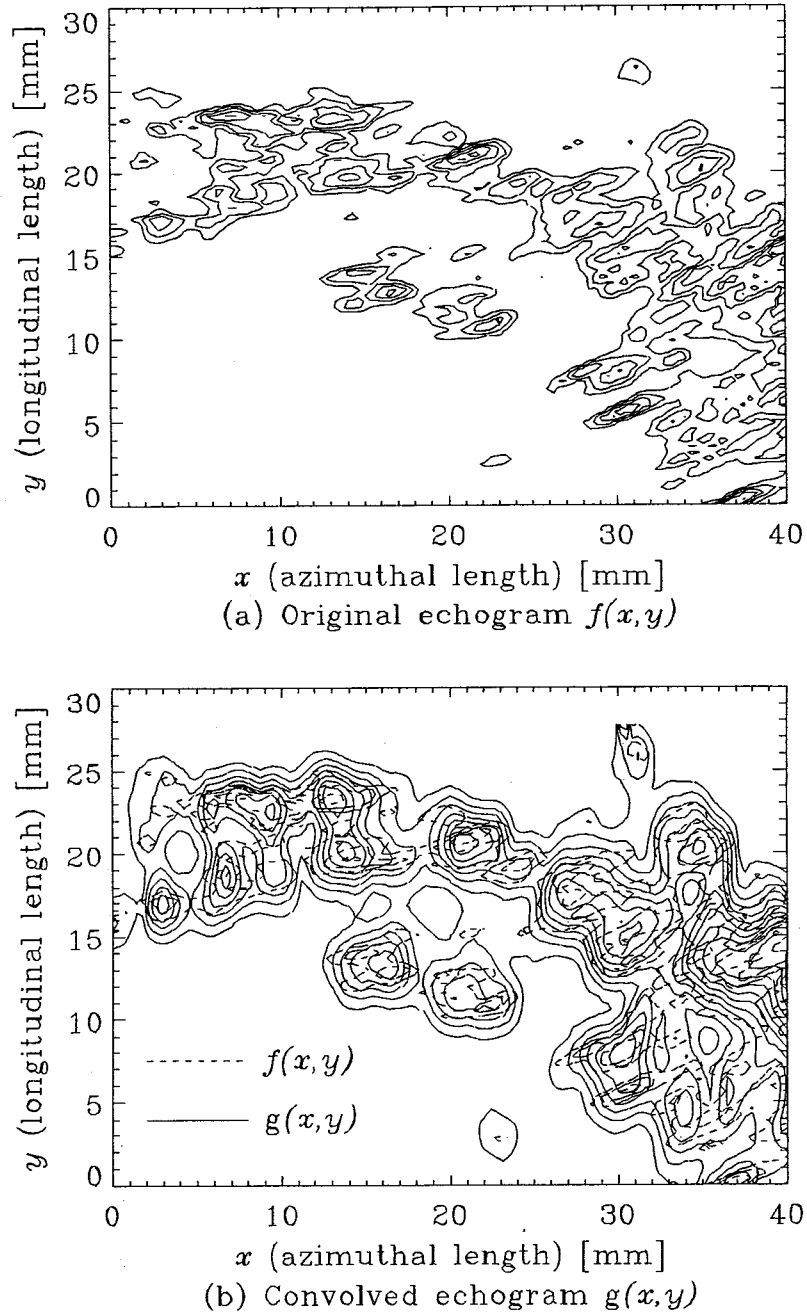 30
25
20
15
10
5
0
y (longitudinal length) [mm]
0 10 20 30 40
x (azimuthal length) [mm]
(a) Original echogram f(x,y)
30
25
20
15
10
5
0
y (longitudinal length) [mm]
f(x,y)
g(x,y)
0 10 20 30 40
x (azimuthal length) [mm]
(b) Convolved echogram g(x,y)